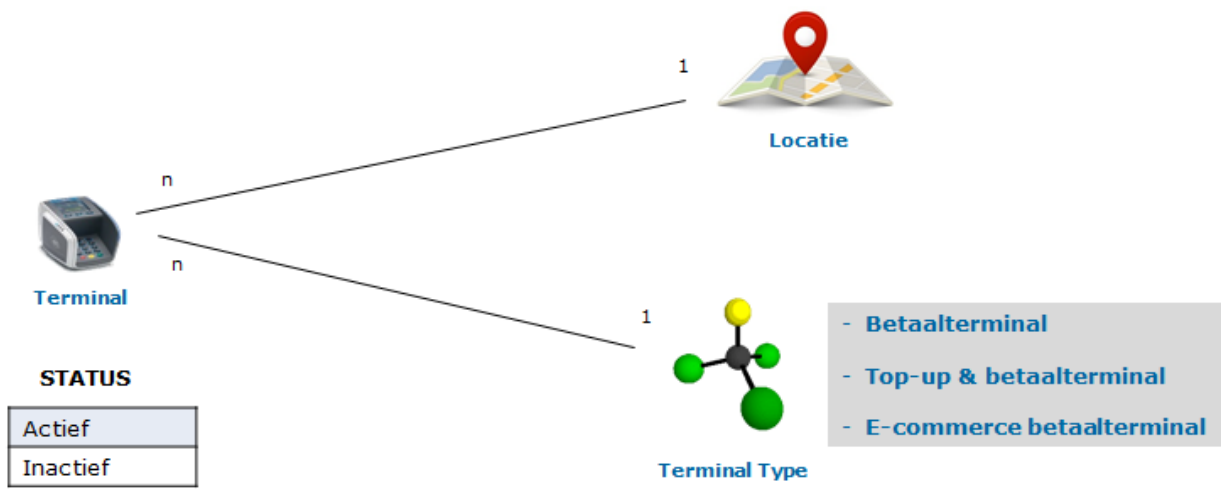 1
Locatie
n
Terminal
n
1
Terminal Type
- Betaalterminal
- Top-up & betaalterminal
- E-commerce betaalterminal
STATUS
Actief
Inactief